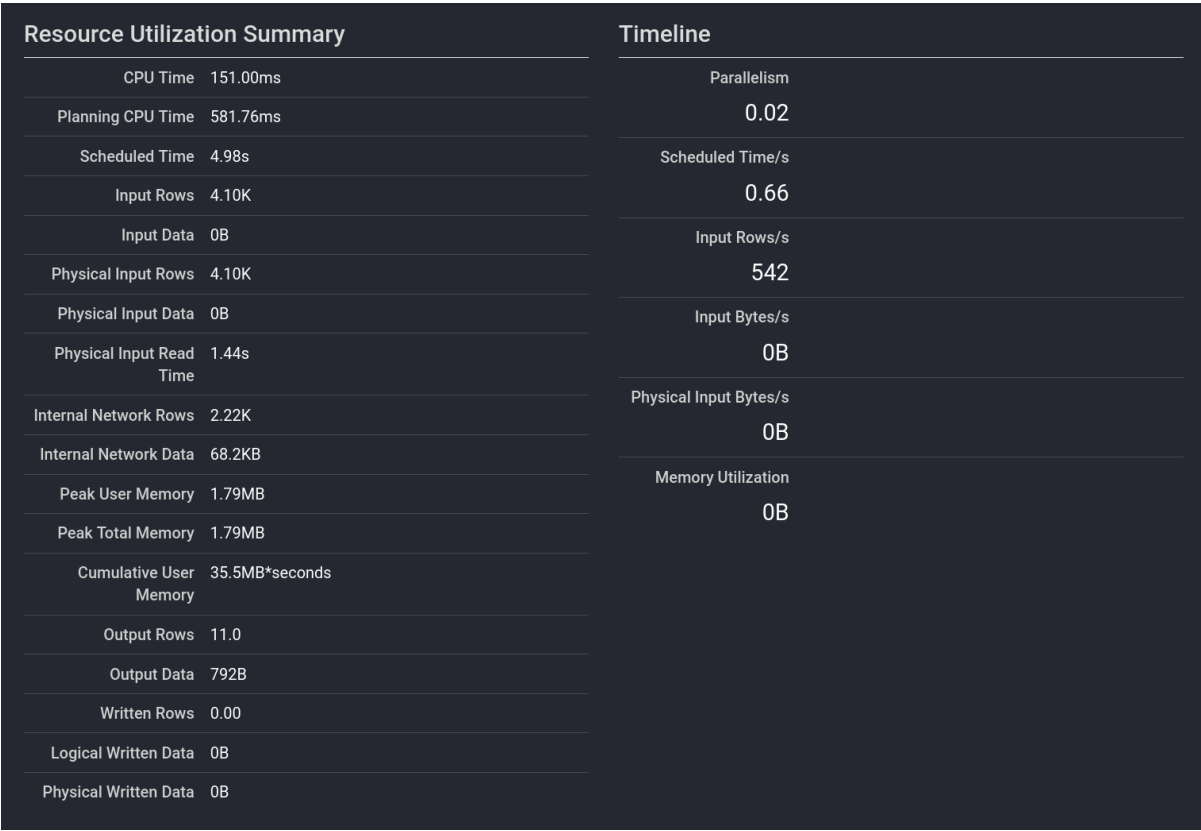 Resource Utilization Summary
CPU Time 151.00ms
Planning CPU Time 581.76ms
Scheduled Time 4.98s
Input Rows 4.10K
Input Data 0B
Physical Input Rows 4.10K
Physical Input Data 0B
Physical Input Read 1.44s
Time
Internal Network Rows 2.22K
Internal Network Data 68.2KB
Peak User Memory 1.79MB
Peak Total Memory 1.79MB
Cumulative User 35.5MB*seconds
Memory
Output Rows 11.0
Output Data 792B
Written Rows 0.00
Logical Written Data 0B
Physical Written Data 0B
Timeline
Parallelism
0.02
Scheduled Time/s
0.66
Input Rows/s
542
Input Bytes/s
0B
Physical Input Bytes/s
0B
Memory Utilization
0B